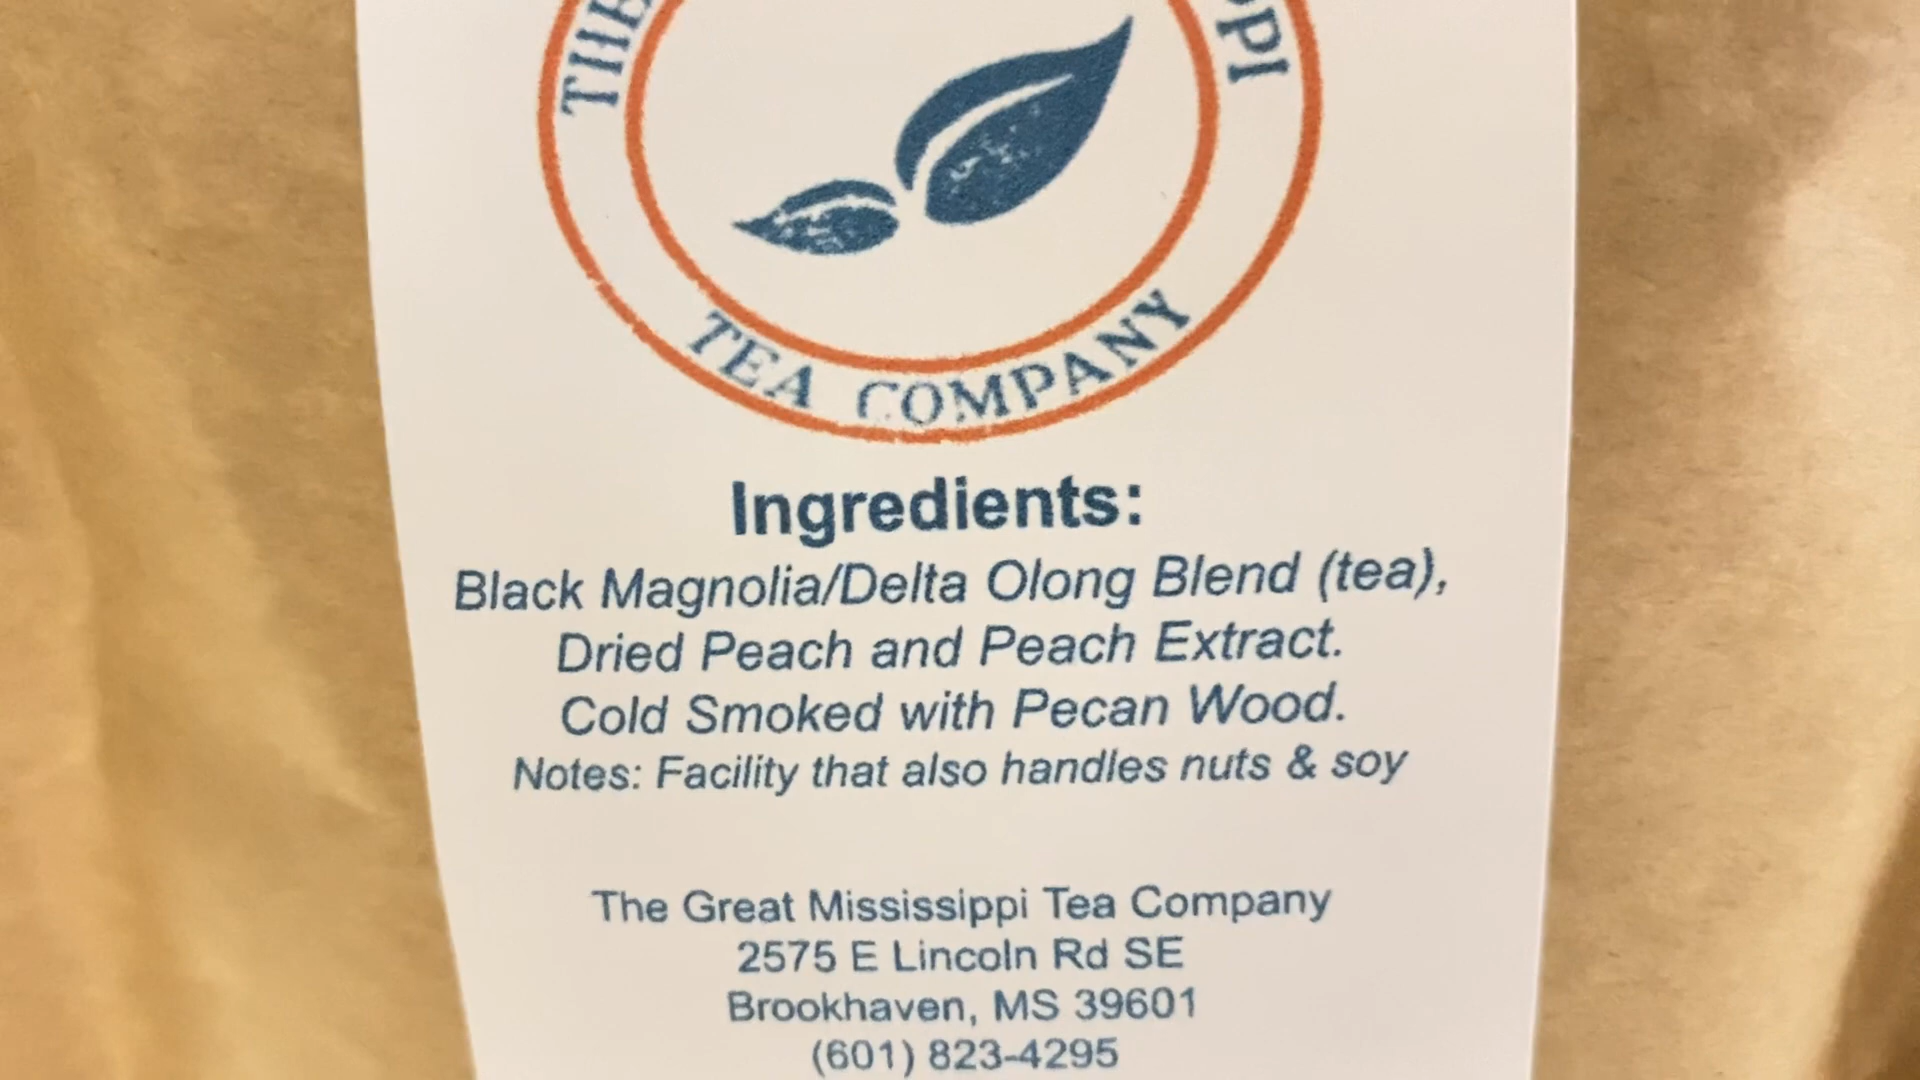 THE
PPI
TEA COMPANY
Ingredients:
Black Magnolia/Delta Olong Blend (tea),
Dried Peach and Peach Extract.
Cold Smoked with Pecan Wood.
Notes: Facility that also handles nuts & soy
The Great Mississippi Tea Company
2575 E Lincoln Rd SE
Brookhaven, MS 39601
(601) 823-4295